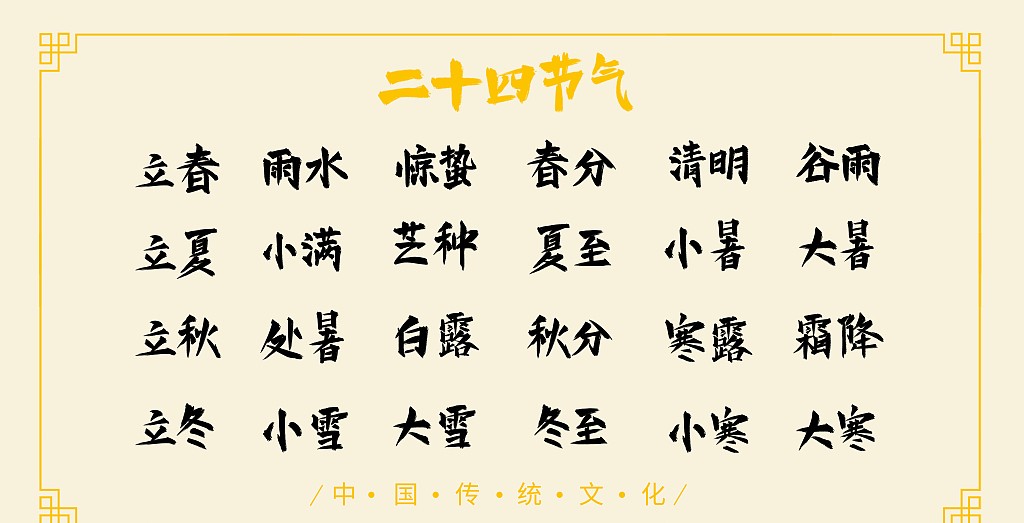 二十四节气
立春 雨水 惊蛰 春分 清明 谷雨
立夏 小满 芒种 夏至 小暑 大暑
立秋 处暑 白露 秋分 寒露 霜降
立冬 小雪 大雪 冬至 小寒 大寒
/中·国·传·统·文·化/